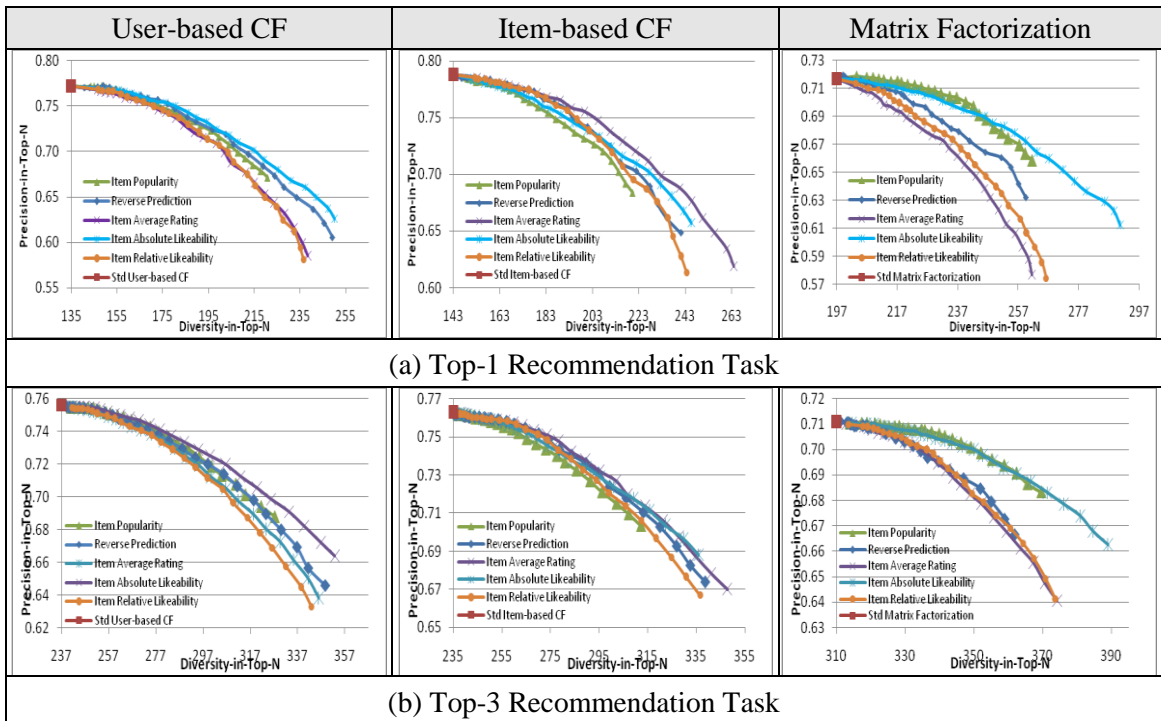 User-based CF
Item-based CF
Matrix Factorization
Precision-in-Top-N
0.80
0.75
0.70
0.65
0.60
0.55
Item Popularity
Reverse Prediction
Item Average Rating
Item Absolute Likeability
Item Relative Likeability
Std User-based CF
135 155 175 195 215 235 255
Diversity-in-Top-N
Precision-in-Top-N
0.80
0.75
0.70
0.65
0.60
Item Popularity
Reverse Prediction
Item Average Rating
Item Absolute Likeability
Item Relative Likeability
Std Item-based CF
143 163 183 203 223 243 263
Diversity-in-Top-N
Precision-in-Top-N
0.73
0.71
0.69
0.66
0.63
0.61
0.59
0.57
Item Popularity
Reverse Prediction
Item Average Rating
Item Absolute Likeability
Item Relative Likeability
Std Matrix Factorization
197 217 237 257 277 297
Diversity-in-Top-N
(a) Top-1 Recommendation Task
Precision-in-Top-N
0.76
0.74
0.72
0.70
0.68
0.66
0.64
0.62
Item Popularity
Reverse Prediction
Item Average Rating
Item Absolute Likeability
Item Relative Likeability
Std User-based CF
237 257 277 297 317 337 357
Diversity-in-Top-N
Precision-in-Top-N
0.77
0.75
0.73
0.71
0.69
0.67
0.65
Item Popularity
Reverse Prediction
Item Average Rating
Item Absolute Likeability
Item Relative Likeability
Std Item-based CF
235 255 275 295 315 335 355
Diversity-in-Top-N
Precision-in-Top-N
0.72
0.71
0.70
0.69
0.68
0.67
0.66
0.65
0.64
0.63
Item Popularity
Reverse Prediction
Item Average Rating
Item Absolute Likeability
Item Relative Likeability
Std Matrix Factorization
310 330 350 370 390
Diversity-in-Top-N
(b) Top-3 Recommendation Task